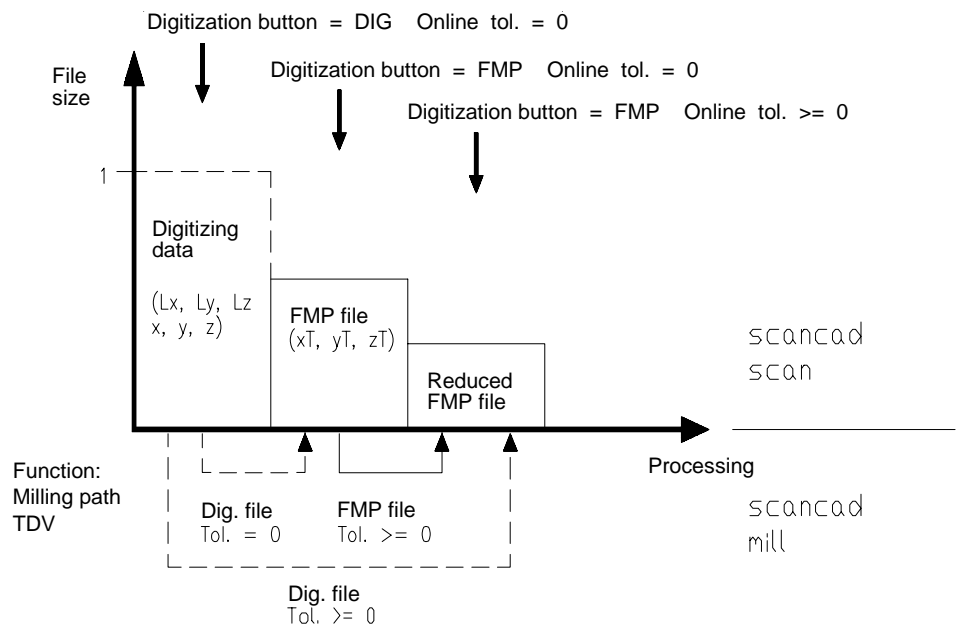 Digitization button = DIG Online tol. = 0
Digitization button = FMP Online tol. = 0
Digitization button = FMP Online tol. >= 0
File
size
1
Digitizing
data
(Lx, Ly, Lz
x, y, z)
FMP file
(xT, yT, zT)
Reduced
FMP file
scancad
scan
Processing
Function:
Milling path
TDV
Dig. file
Tol. = 0
FMP file
Tol. >= 0
scancad
mill
Dig. file
Tol. >= 0